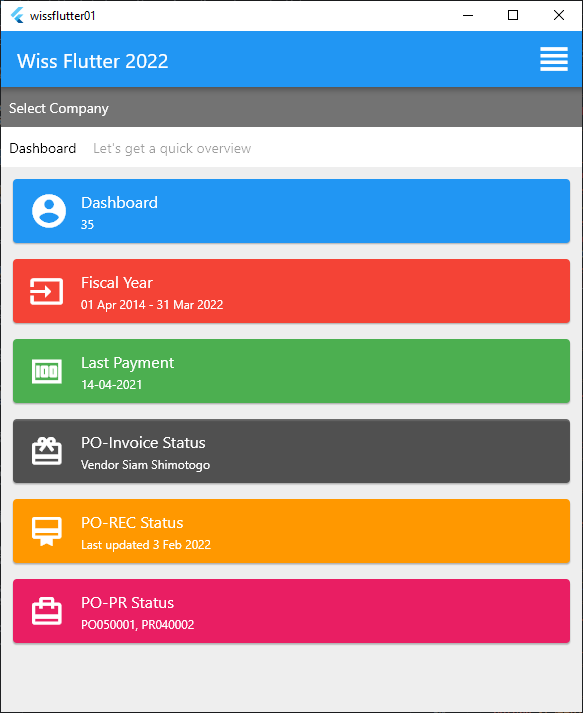 wissflutter01
Wiss Flutter 2022
Select Company
Dashboard Let's get a quick overview
Dashboard
35
Fiscal Year
01 Apr 2014 - 31 Mar 2022
100
Last Payment
14-04-2021
PO-Invoice Status
Vendor Siam Shimotogo
PO-REC Status
Last updated 3 Feb 2022
PO-PR Status
PO050001, PR040002